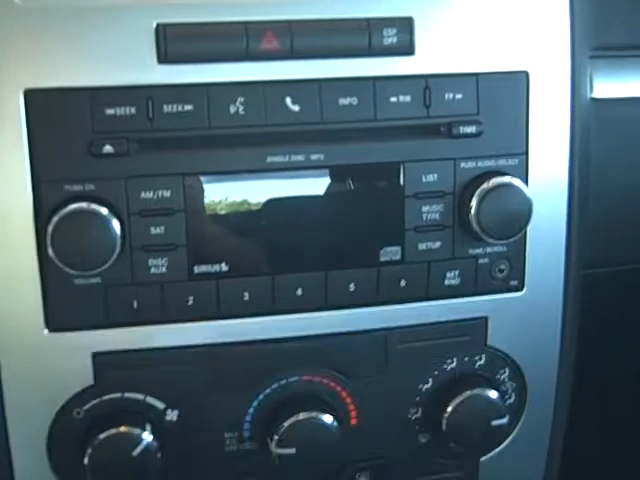 ESP
OFF
SEEK
SEEK
INFO
RW
FF
TIME
SINGLE DISC MP3
PUSH ON
VOLUME
AM/FM
SAT
DISC
AUX
SIRIUS
LIST
MUSIC
TYPE
SETUP
PUSH AUDIO/SELECT
TUNE/SCROLL
1
2
3
4
5
6
SET
RND